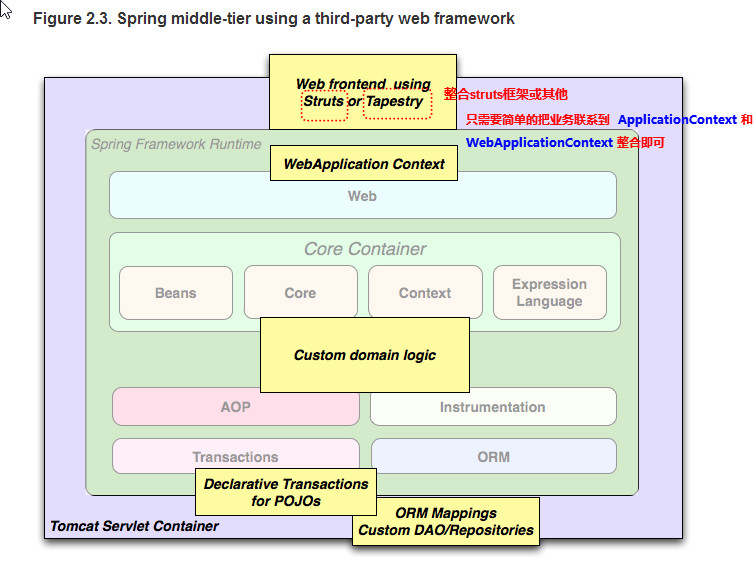 Figure 2.3. Spring middle-tier using a third-party web framework
Web frontend using
Struts or Tapestry
整合struts框架或其他
只需要简单的把业务联系到 ApplicationContext 和
WebApplicationContext 整合即可
Spring Framework Runtime
WebApplication Context
Web
Core Container
Beans
Core
Context
Expression
Language
Custom domain logic
AOP
Instrumentation
Transactions
ORM
Declarative Transactions
for POJOs
ORM Mappings
Custom DAO/Repositories
Tomcat Servlet Container